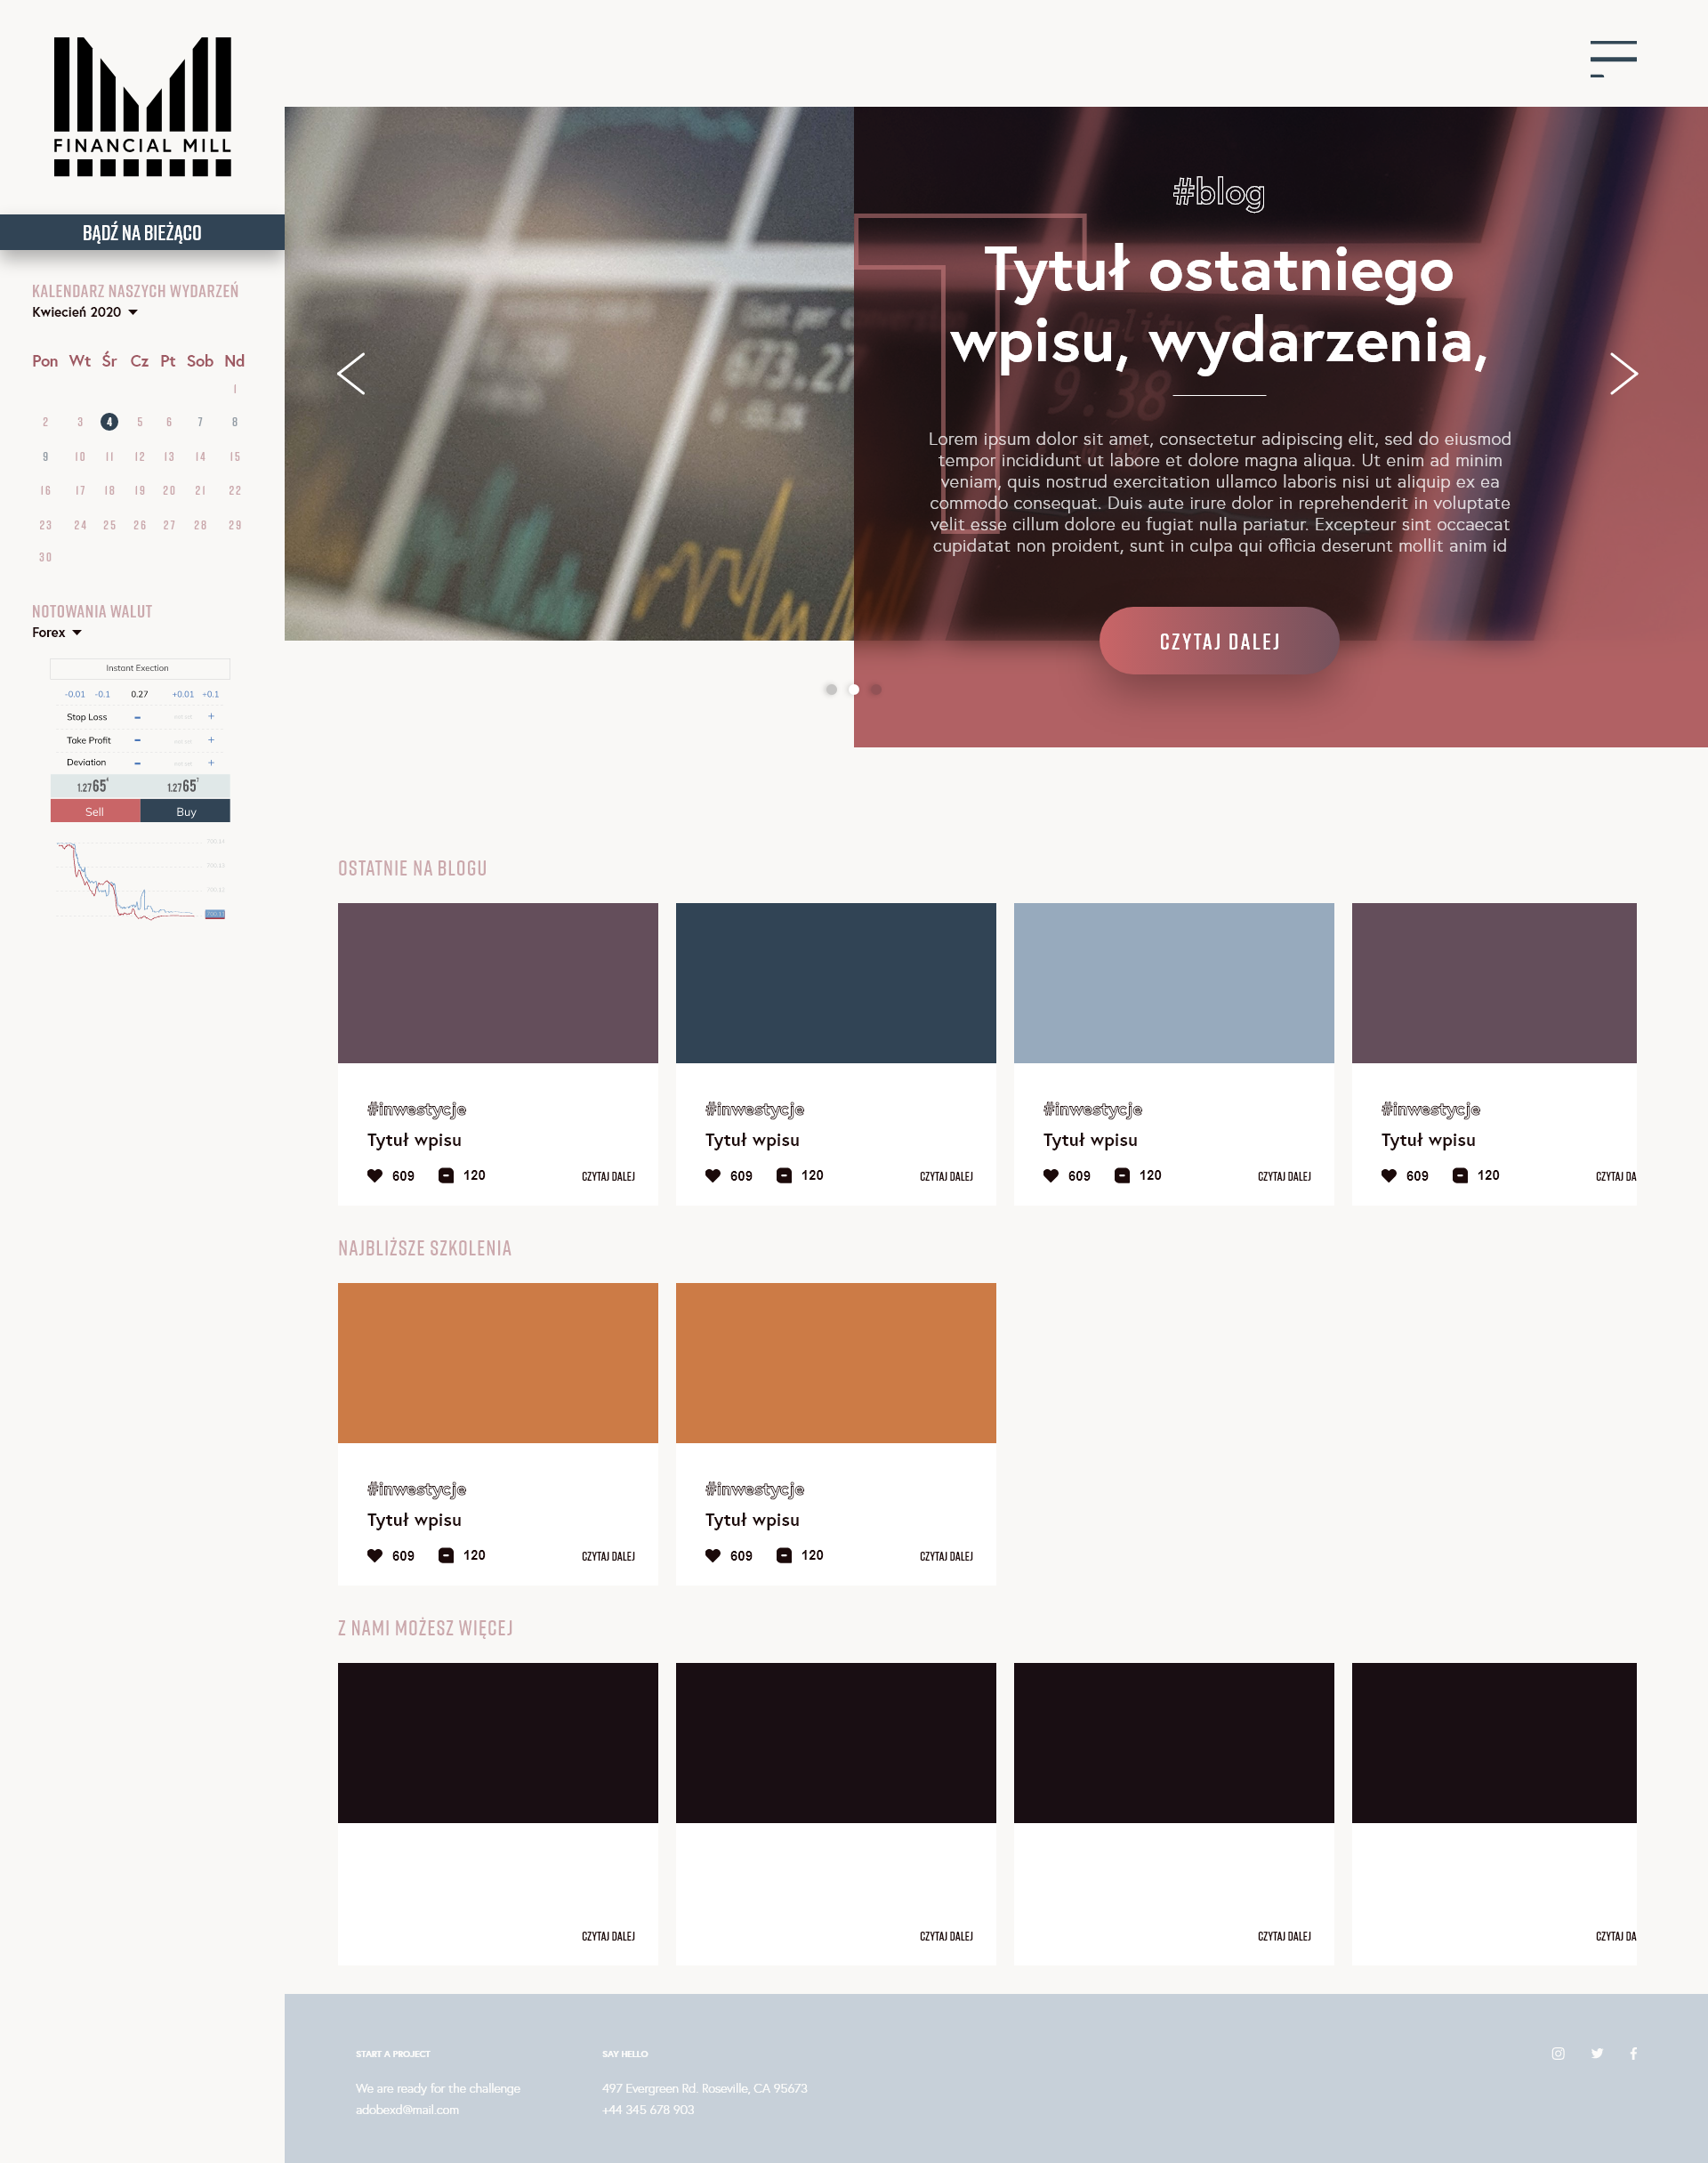 FINANCIAL MILL
BĄDŹ NA BIEŻĄCO
KALENDARZ NASZYCH WYDARZEŃ
Kwiecień 2020
Pon Wt Śr Cz Pt Sob Nd
1
2 3 4 5 6 7 8
9 10 11 12 13 14 15
16 17 18 19 20 21 22
23 24 25 26 27 28 29
30
NOTOWANIA WALUT
Forex
Instant Exection
-0.01 -0.1 0.27 +0.01 +0.1
Stop Loss - +
Take Profit - +
Deviation - +
1.2765 1.2765
Sell Buy
673.27
Quality Score
9.38
#blog
Tytuł ostatniego
wpisu, wydarzenia,
Lorem ipsum dolor sit amet, consectetur adipiscing elit, sed do eiusmod
tempor incididunt ut labore et dolore magna aliqua. Ut enim ad minim
veniam, quis nostrud exercitation ullamco laboris nisi ut aliquip ex ea
commodo consequat. Duis aute irure dolor in reprehenderit in voluptate
velit esse cillum dolore eu fugiat nulla pariatur. Excepteur sint occaecat
cupidatat non proident, sunt in culpa qui officia deserunt mollit anim id
CZYTAJ DALEJ
OSTATNIE NA BLOGU
#inwestycje
Tytuł wpisu
609 120 CZYTAJ DALEJ
#inwestycje
Tytuł wpisu
609 120 CZYTAJ DALEJ
#inwestycje
Tytuł wpisu
609 120 CZYTAJ DALEJ
#inwestycje
Tytuł wpisu
609 120 CZYTAJ DA
NAJBLIŻSZE SZKOLENIA
#inwestycje
Tytuł wpisu
609 120 CZYTAJ DALEJ
#inwestycje
Tytuł wpisu
609 120 CZYTAJ DALEJ
Z NAMI MOŻESZ WIĘCEJ
CZYTAJ DALEJ
CZYTAJ DALEJ
CZYTAJ DALEJ
CZYTAJ DA
START A PROJECT
We are ready for the challenge
adobexd@mail.com
SAY HELLO
497 Evergreen Rd. Roseville, CA 95673
+44 345 678 903